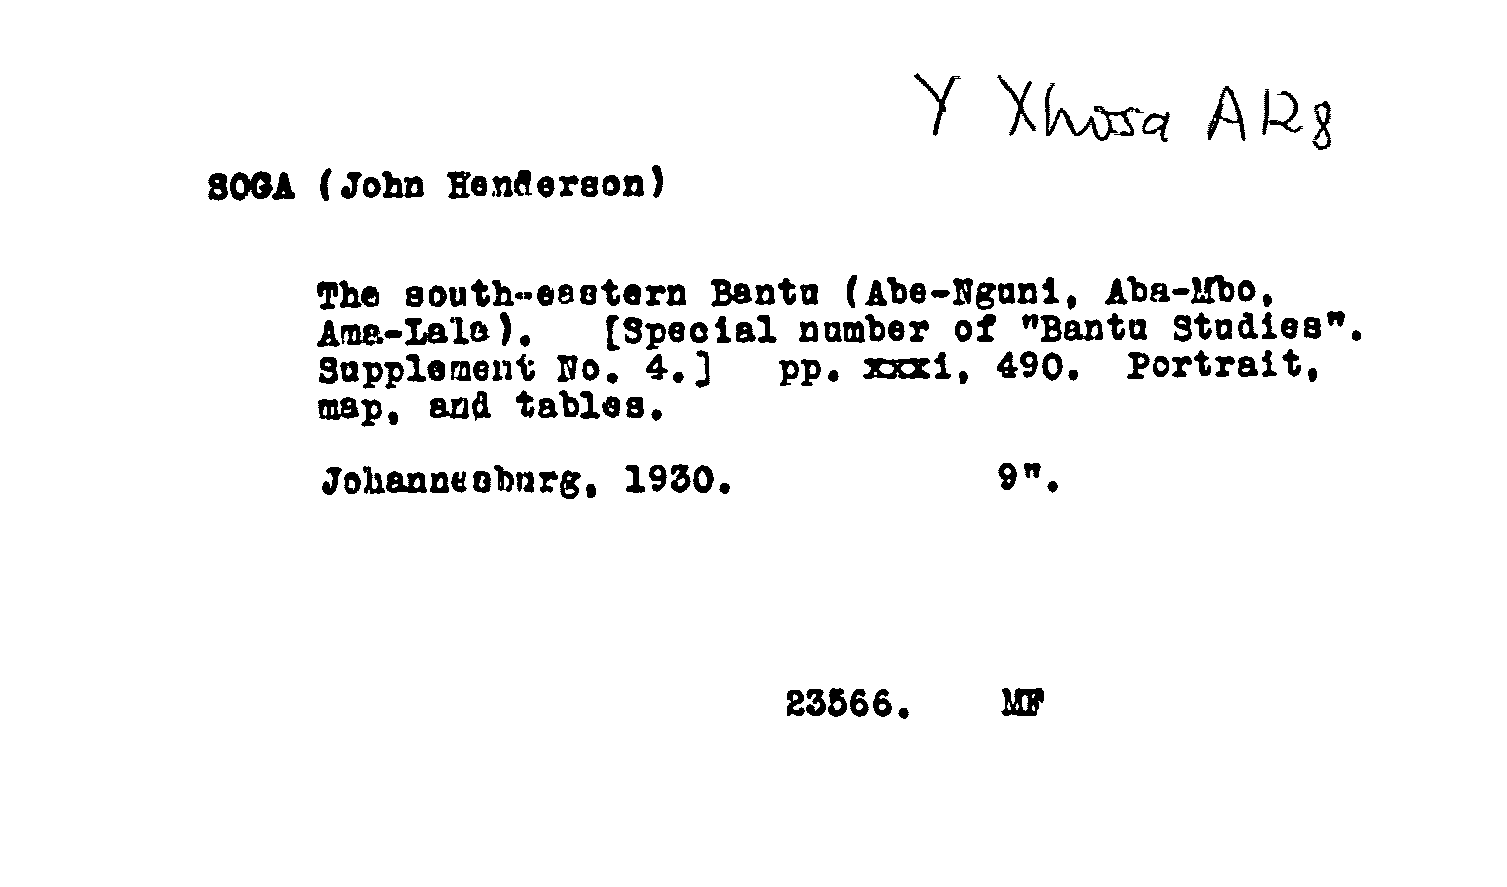 Y Xhosa A128
SOGA (John Henderson)
The south-eastern Bantu (Abe-Nguni, Aba-Mbo,
Ama-Lala). [Special number of "Bantu Studies".
Supplement No. 4.] pp. xxxi, 490. Portrait,
map, and tables.
Johannesburg, 1930. 9".
23566. MF